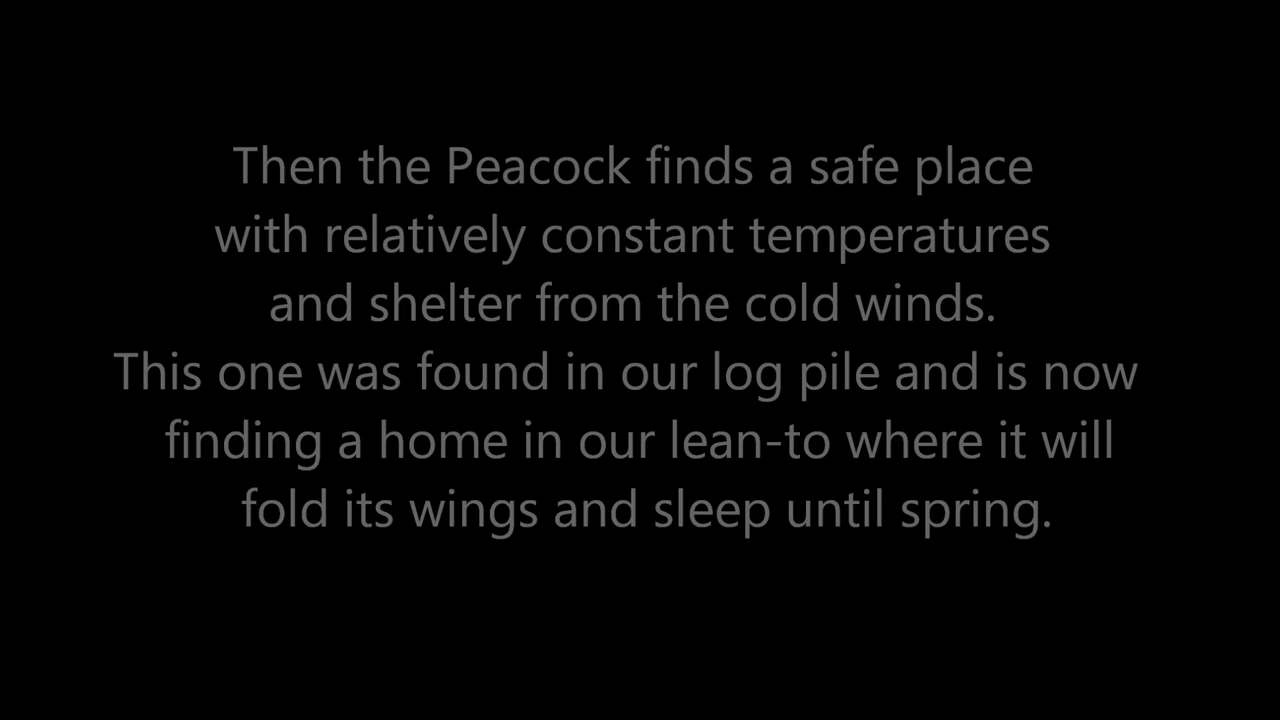 Then the Peacock finds a safe place
with relatively constant temperatures
and shelter from the cold winds.
This one was found in our log pile and is now
finding a home in our lean-to where it will
fold its wings and sleep until spring.